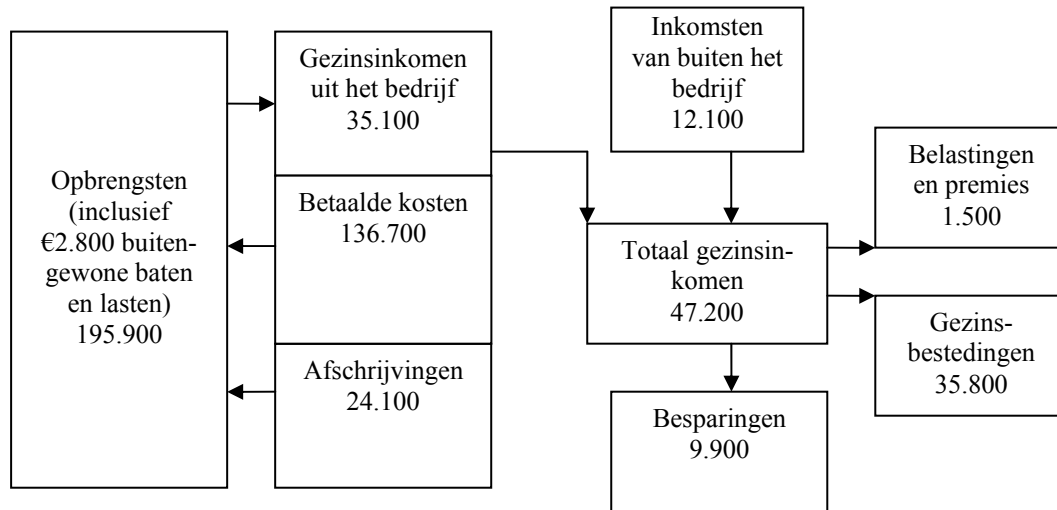 Opbrengsten
(inclusief
€2.800 buiten-
gewone baten
en lasten)
195.900
Gezinsinkomen
uit het bedrijf
35.100
Betaalde kosten
136.700
Afschrijvingen
24.100
Inkomsten
van buiten het
bedrijf
12.100
Totaal gezinsin-
komen
47.200
Besparingen
9.900
Belastingen
en premies
1.500
Gezins-
bestedingen
35.800